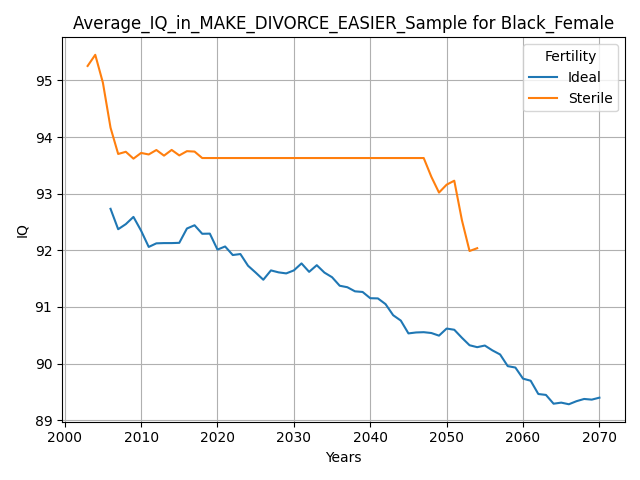 Average_IQ_in_MAKE_DIVORCE_EASIER_Sample for Black_Female
Fertility
Ideal
Sterile
IQ
95
94
93
92
91
90
89
2000
2010
2020
2030
2040
2050
2060
2070
Years